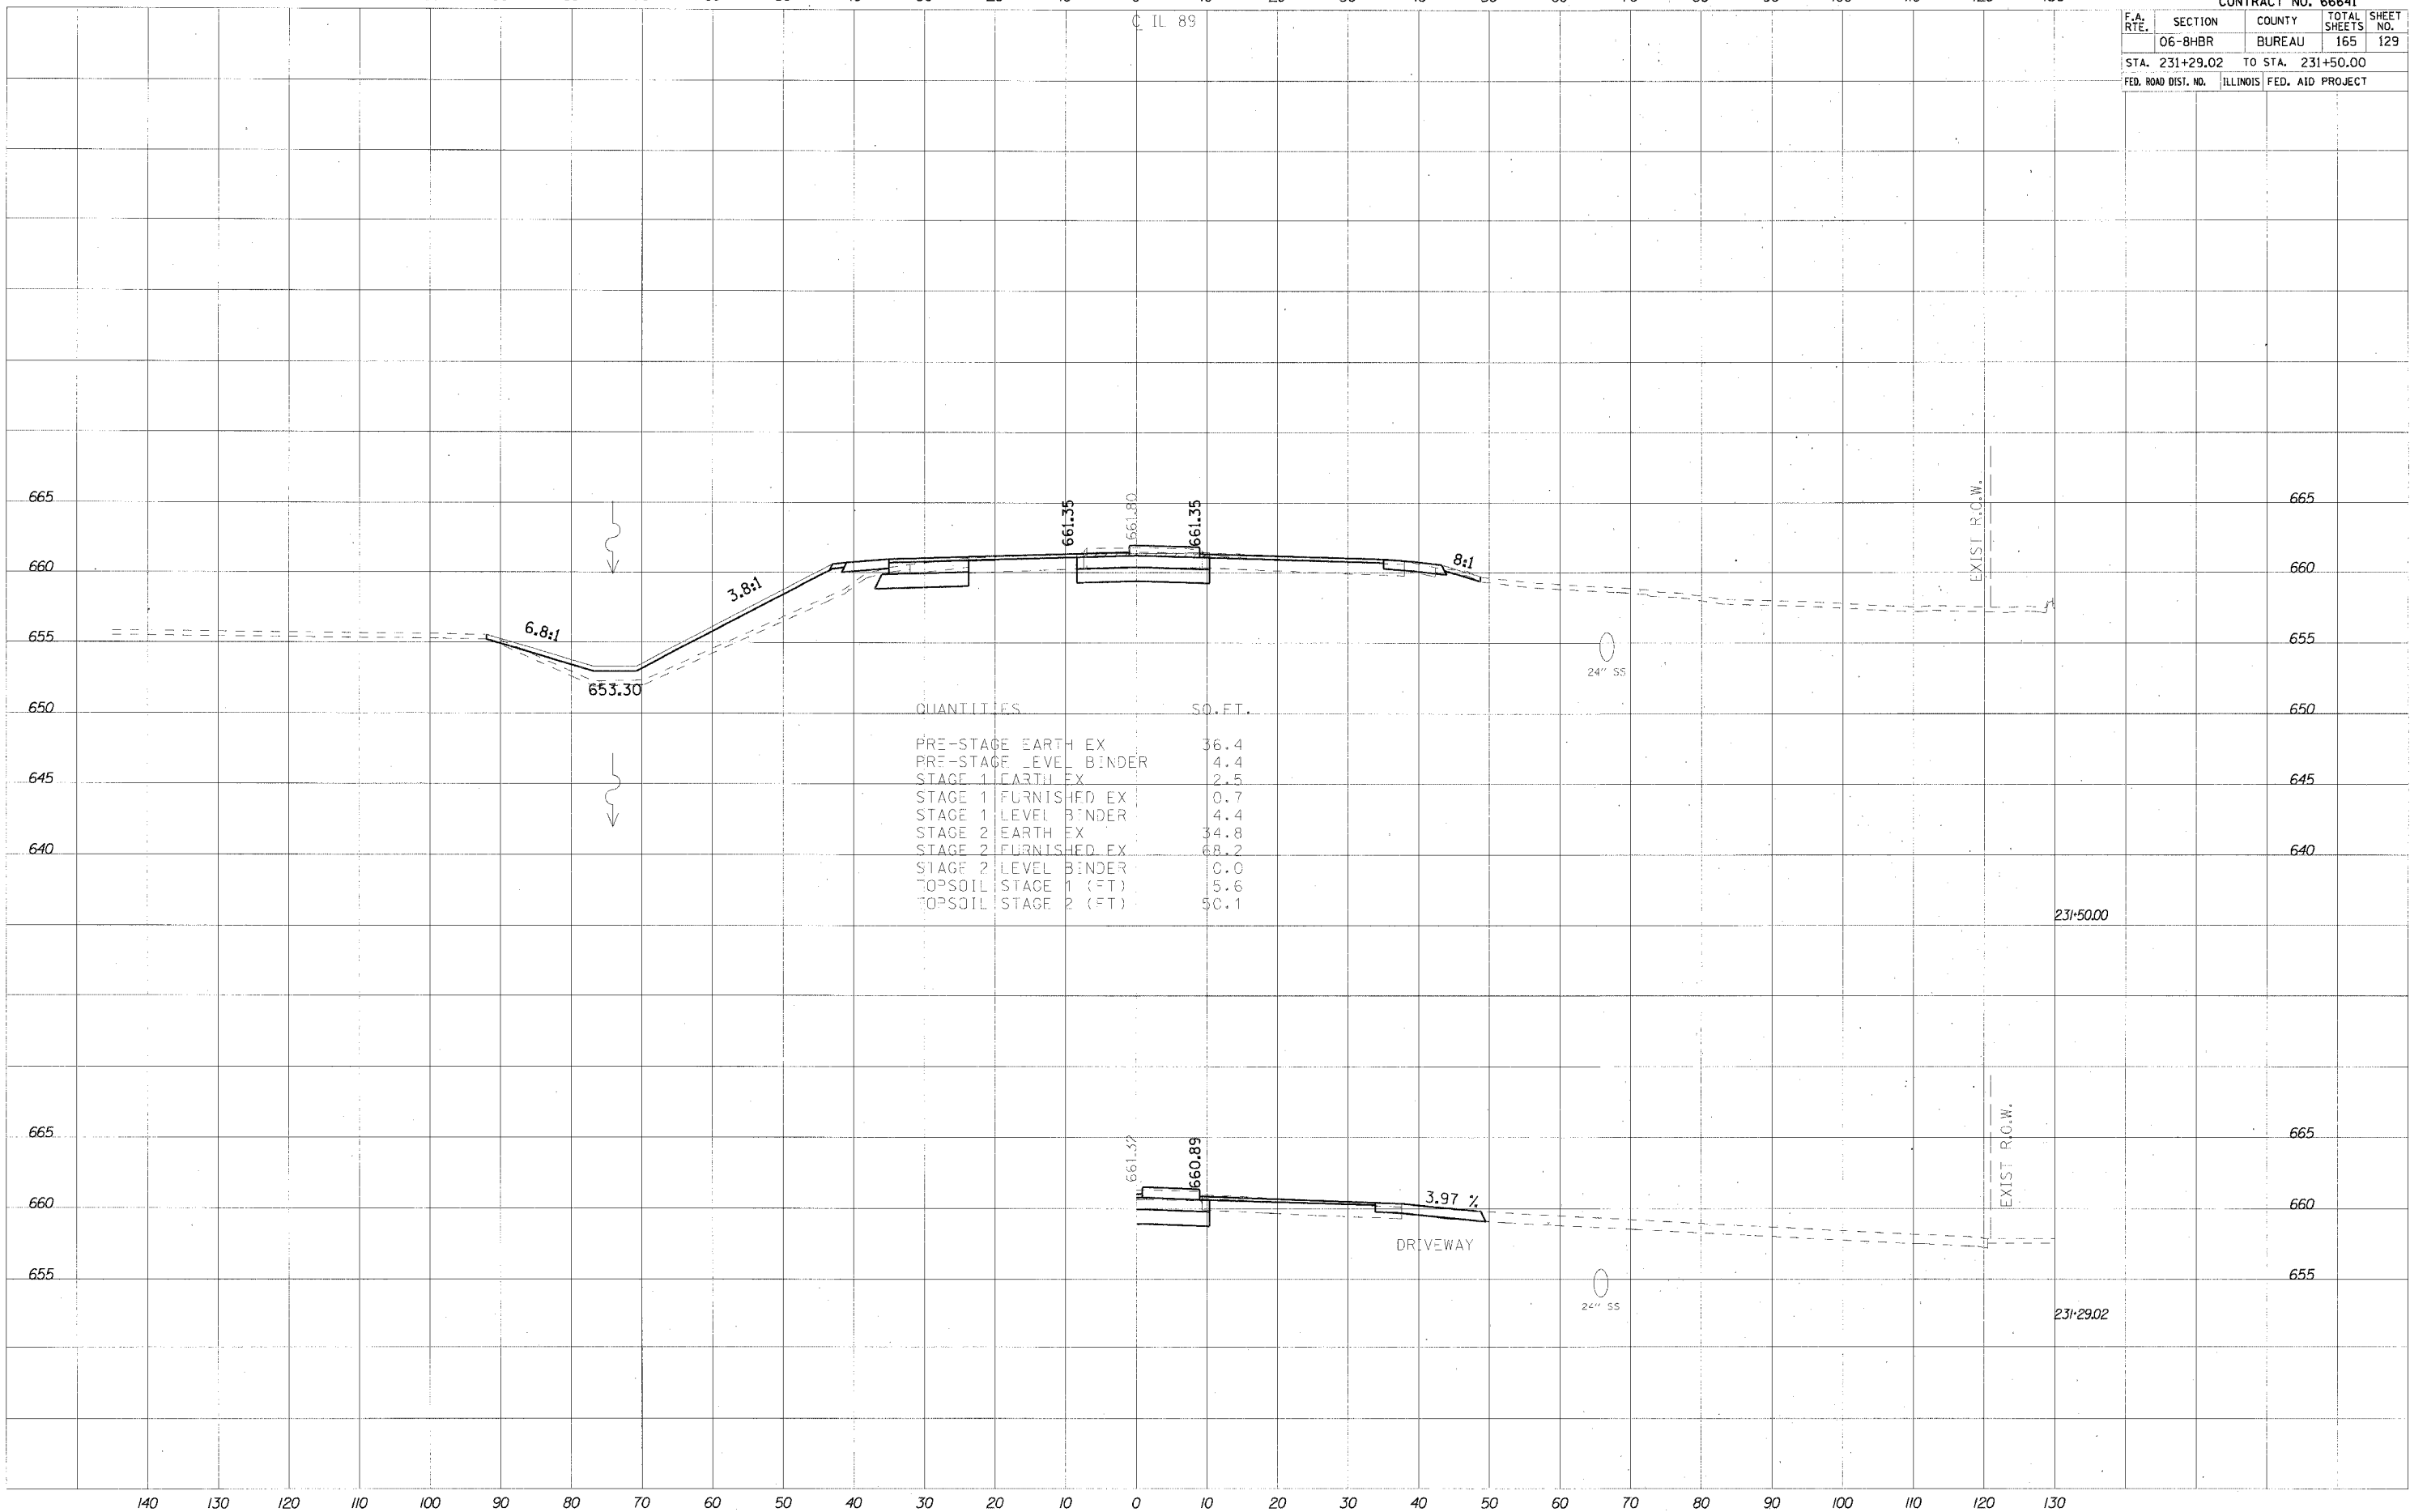 CONTRACT NO. 66641
F.A. RTE. SECTION COUNTY TOTAL SHEETS SHEET NO.
06-8HBR BUREAU 165 129
STA. 231+29.02 TO STA. 231+50.00
FED. ROAD DIST. NO. ILLINOIS FED. AID PROJECT
℄ IL 89
665
660
655
650
645
640
661.35
661.80
661.35
8:1
3.8:1
6.8:1
653.30
EXIST R.O.W.
24" SS
665
660
655
650
645
640
QUANTITIES SQ.FT.
PRE-STAGE EARTH EX 36.4
PRE-STAGE LEVEL BINDER 4.4
STAGE 1 EARTH EX 2.5
STAGE 1 FURNISHED EX 0.7
STAGE 1 LEVEL BINDER 4.4
STAGE 2 EARTH EX 34.8
STAGE 2 FURNISHED EX 68.2
STAGE 2 LEVEL BINDER 0.0
TOPSOIL STAGE 1 (FT) 5.6
TOPSOIL STAGE 2 (FT) 50.1
231+50.00
665
660
655
661.37
660.89
3.97 %
DRIVEWAY
EXIST R.O.W.
24" SS
665
660
655
231+29.02
140 130 120 110 100 90 80 70 60 50 40 30 20 10 0 10 20 30 40 50 60 70 80 90 100 110 120 130